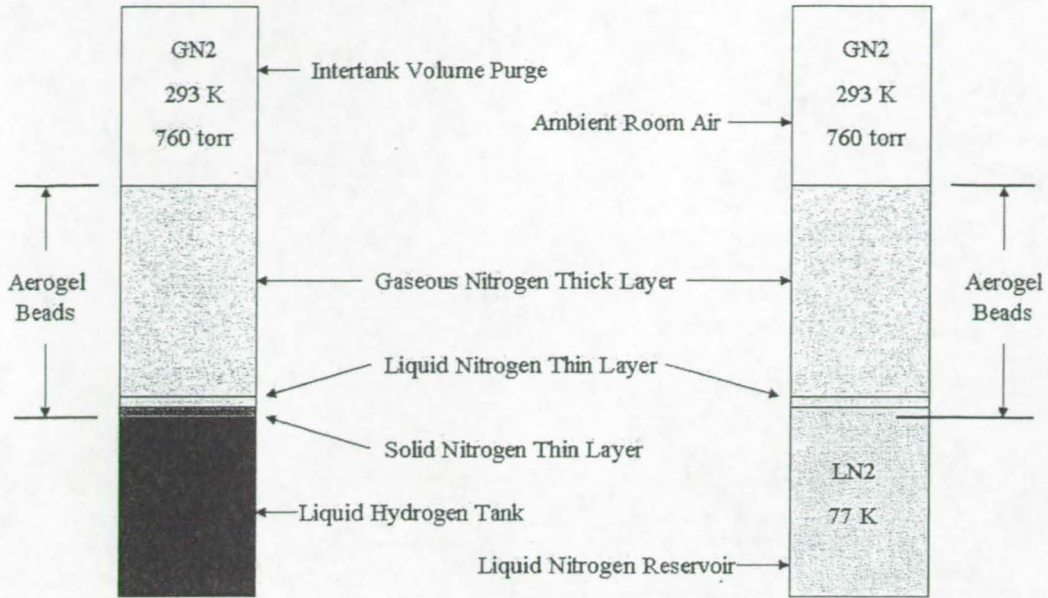 GN2
GN2
Intertank Volume Purge
293 K
293 K
Ambient Room Air
760 torr
760 torr
Aerogel
Beads
Gaseous Nitrogen Thick Layer
Aerogel
Beads
Liquid Nitrogen Thin Layer
Solid Nitrogen Thin Layer
LN2
Liquid Hydrogen Tank
77 K
Liquid Nitrogen Reservoir